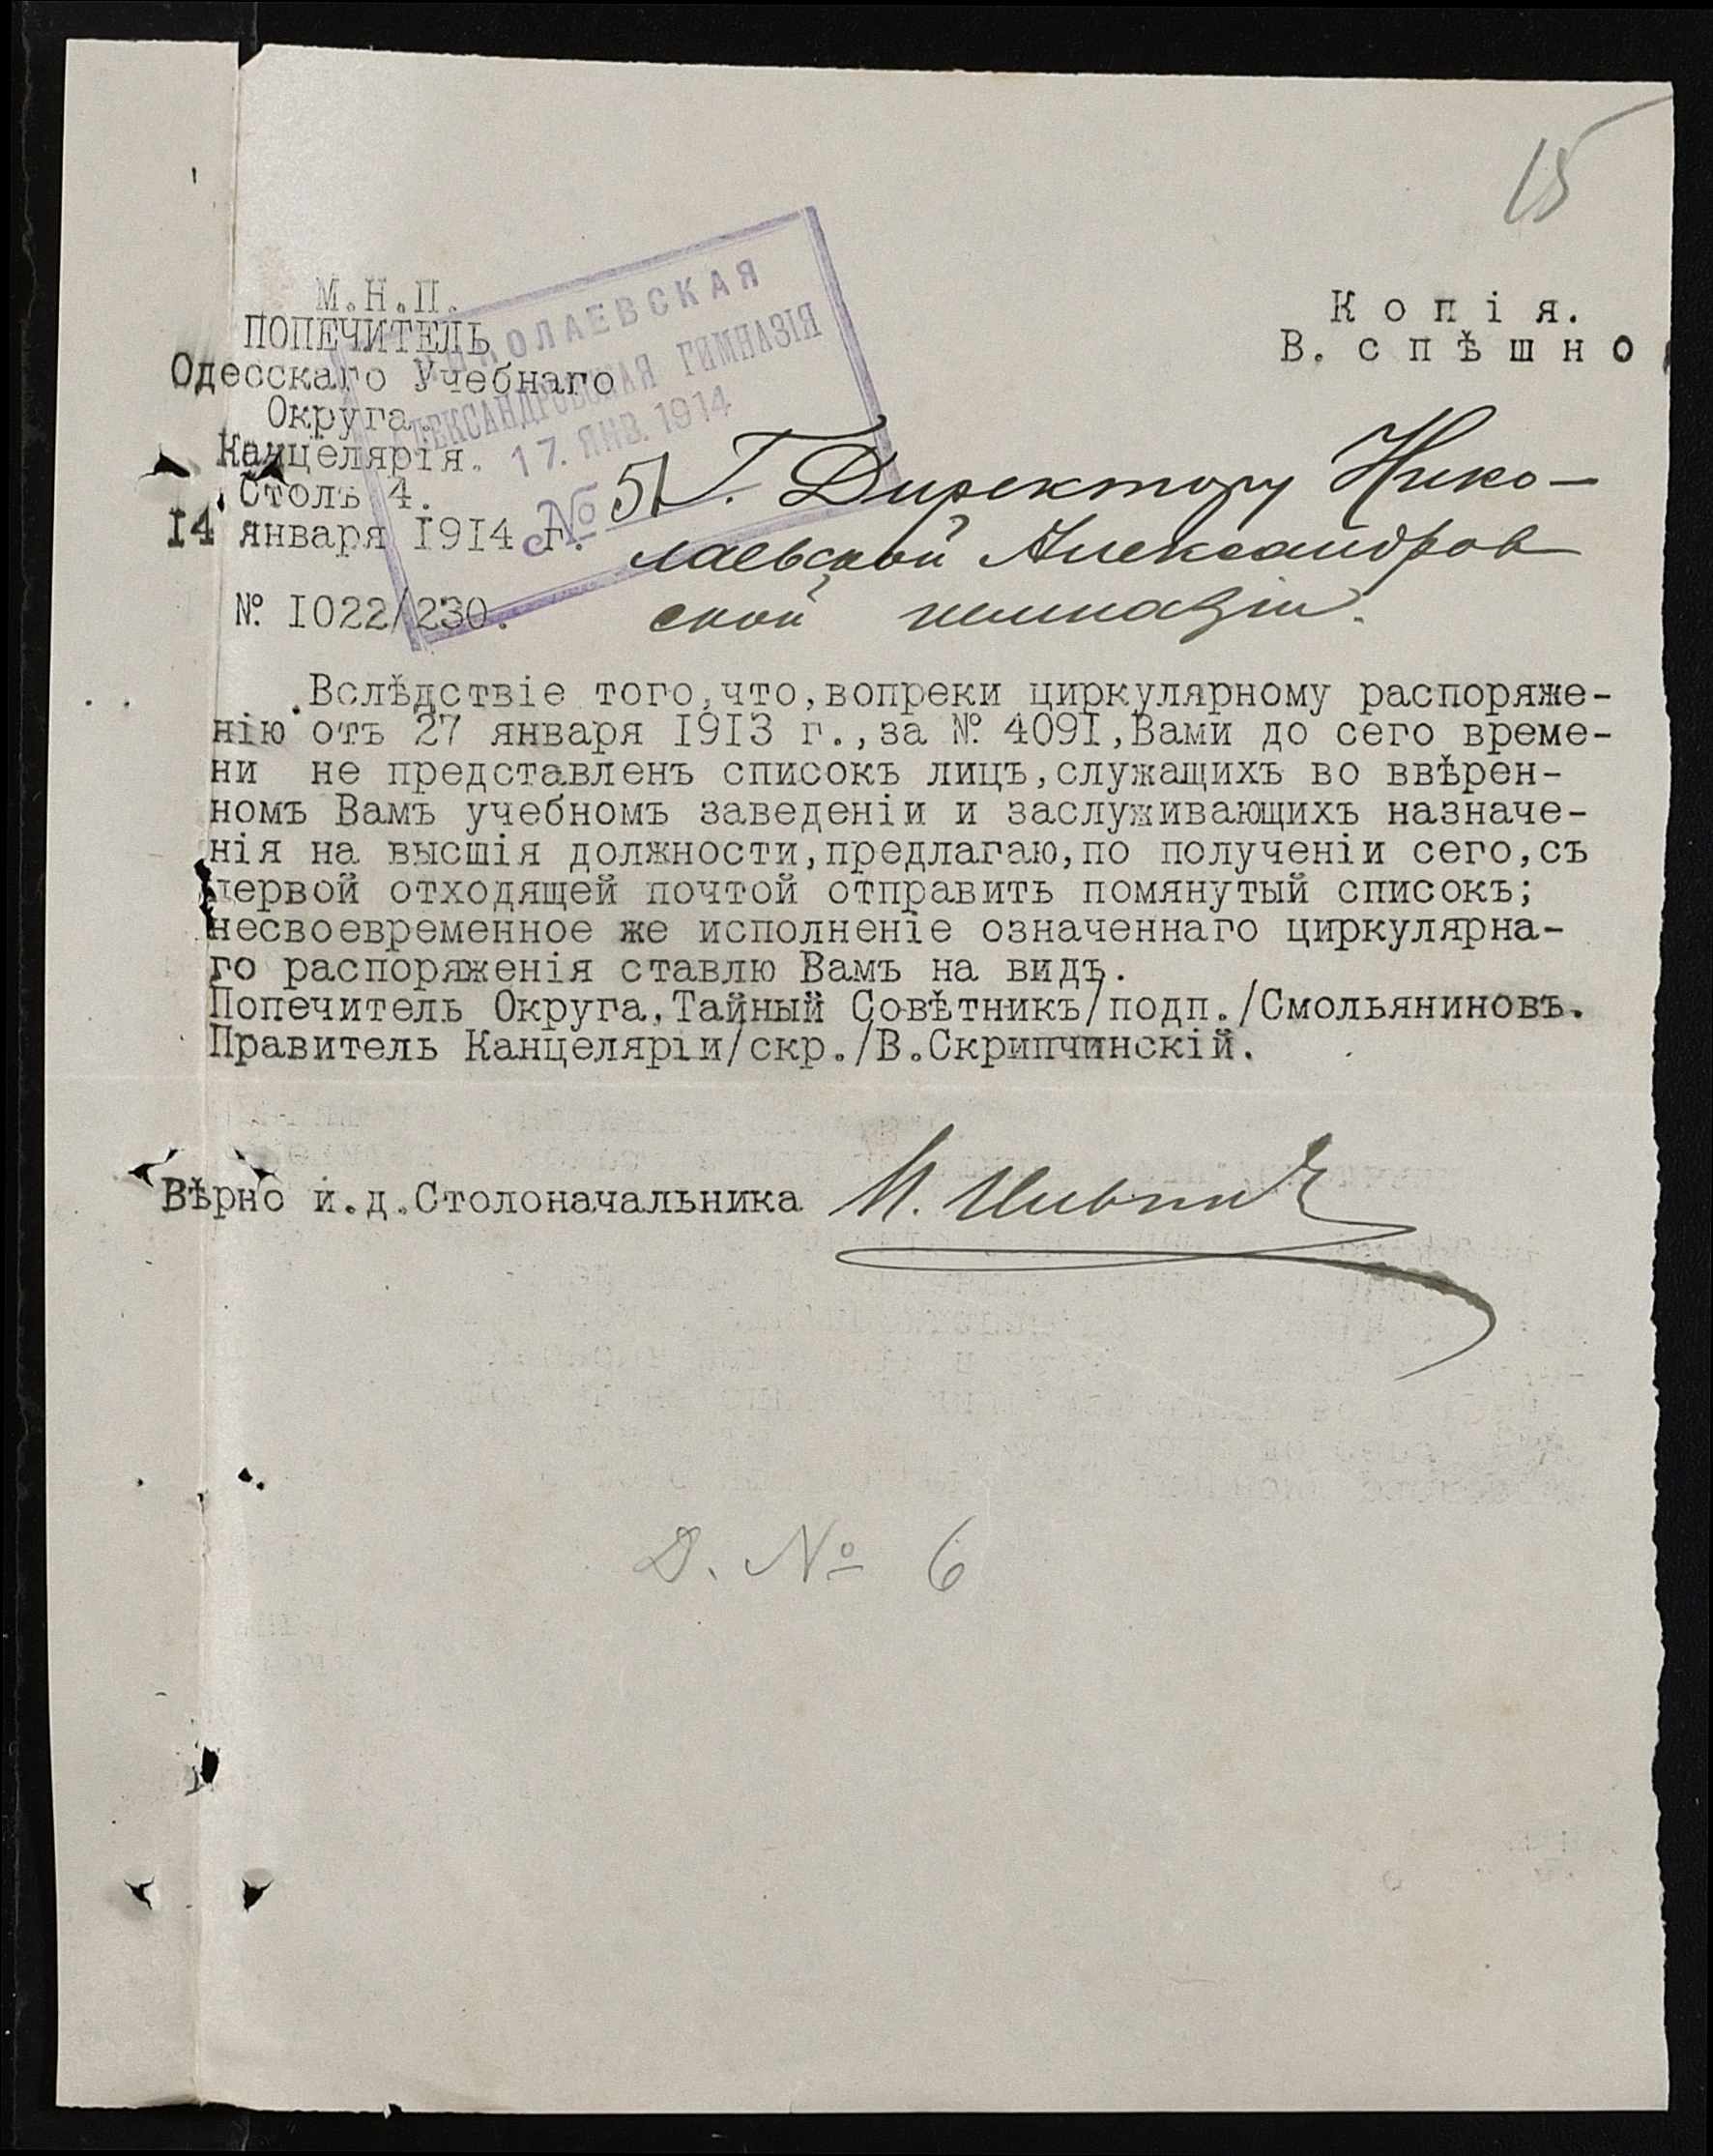 15
М.Н.П.
ПОПЕЧИТЕЛЬ
Одесскаго Учебнаго
Округа.
Канцелярія.
Столъ 4.
14 января 1914 г.
№ 1022/230.
НИКОЛАЕВСКАЯ
АЛЕКСАНДРОВСКАЯ ГИМНАЗІЯ
17. ЯНВ. 1914
№ 51
Копія.
В. спѣшно
Г. Директору Нико-
лаевской Александров
ской гимназіи.
Вслѣдствіе того,что,вопреки циркулярному распоряже-
нію отъ 27 января 1913 г.,за № 4091,Вами до сего време-
ни не представленъ списокъ лицъ,служащихъ во ввѣрен-
номъ Вамъ учебномъ заведеніи и заслуживающихъ назначе-
нія на высшія должности,предлагаю,по полученіи сего,съ
первой отходящей почтой отправить помянутый списокъ;
несвоевременное же исполненіе означеннаго циркулярна-
го распоряженія ставлю Вамъ на видъ.
Попечитель Округа,Тайный Совѣтникъ/подп./Смольяниновъ.
Правитель Канцеляріи/скр./В.Скрипчинскій.
Вѣрно и.д.Столоначальника
Д. № 6